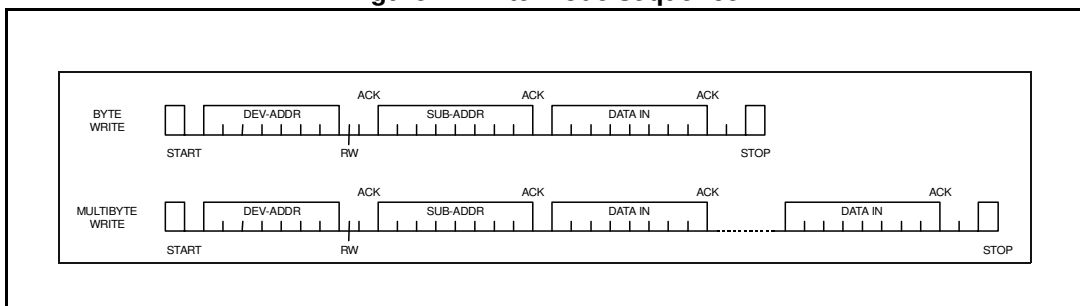 ACK ACK ACK
BYTE
WRITE
DEV-ADDR SUB-ADDR DATA IN
START RW STOP
ACK ACK ACK ACK
MULTIBYTE
WRITE
DEV-ADDR SUB-ADDR DATA IN DATA IN
START RW STOP